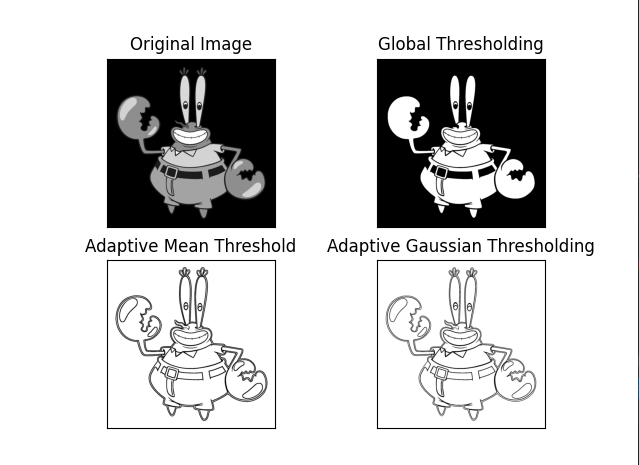 Original Image
Global Thresholding
Adaptive Mean Threshold
Adaptive Gaussian Thresholding